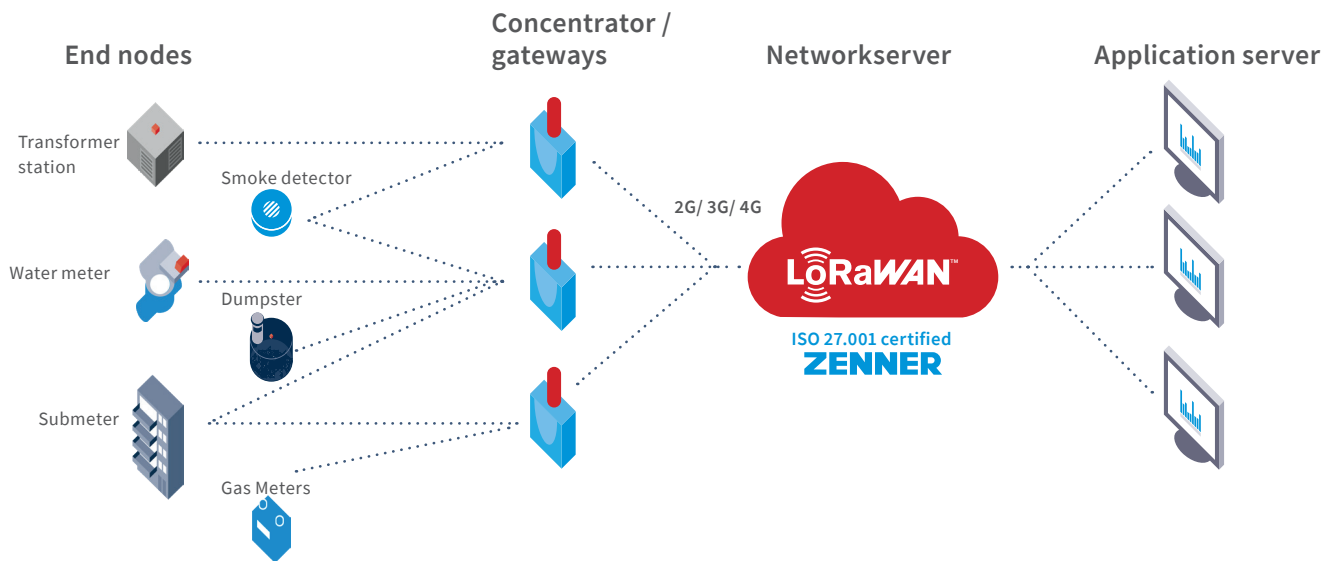 End nodes
Concentrator /
gateways
Networkserver
Application server
Transformer
station
Smoke detector
2G/ 3G/ 4G
Water meter
Dumpster
LoRaWAN™
ISO 27.001 certified
ZENNER
Submeter
Gas Meters